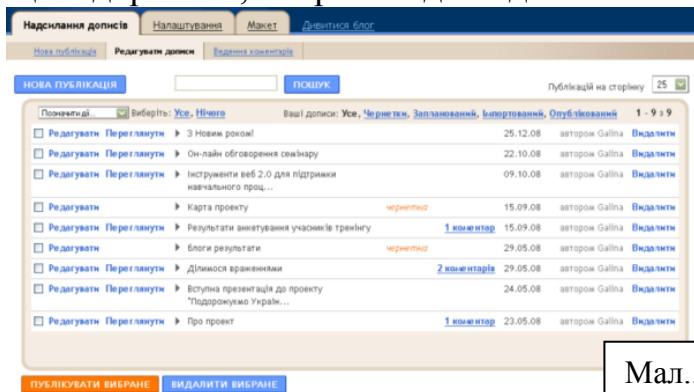 Надсилання дописів Налаштування Макет Дивитися блог
Нова публікація Редагувати дописи Ведення коментарів
НОВА ПУБЛІКАЦІЯ ПОШУК Публікацій на сторінку 25
Позначити ді... Виберіть: Усе, Нічого Ваші дописи: Усе, Чернетки, Запланований, Імпортований, Опублікований 1 - 9 з 9
Редагувати Переглянути З Новим роком! 25.12.08 автором Galina Видалити
Редагувати Переглянути Он-лайн обговорення семінару 22.10.08 автором Galina Видалити
Редагувати Переглянути Інструменти веб 2.0 для підтримки 09.10.08 автором Galina Видалити
навчального проц...
Редагувати Карта проекту чернетка 15.09.08 автором Galina Видалити
Редагувати Переглянути Результати анкетування учасників тренінгу 1 коментар 15.09.08 автором Galina Видалити
Редагувати блоги результати чернетка 29.05.08 автором Galina Видалити
Редагувати Переглянути Ділимося враженнями 2 коментарів 29.05.08 автором Galina Видалити
Редагувати Переглянути Вступна презентація до проекту 24.05.08 автором Galina Видалити
"Подорожуємо Україн...
Редагувати Переглянути Про проект 1 коментар 23.05.08 автором Galina Видалити
ПУБЛІКУВАТИ ВИБРАНЕ ВИДАЛИТИ ВИБРАНЕ
Мал.